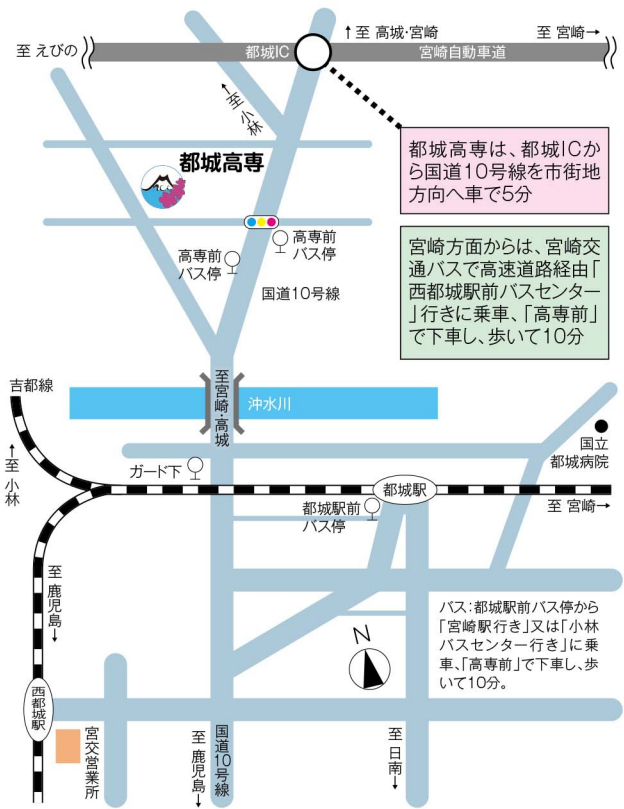 ↑至 高城・宮崎
至 宮崎→
至 えびの
都城IC
宮崎自動車道
←至 小林
都城高専は、都城ICか
ら国道10号線を市街地
方向へ車で5分
都城高専
宮崎方面からは、宮崎交
通バスで高速道路経由「
西都城駅前バスセンター
」行きに乗車、「高専前」
で下車し、歩いて10分
高専前
バス停
高専前
バス停
国道10号線
至宮崎・高城
沖水川
吉都線
←至 小林
ガード下
国立
都城病院
都城駅
至 宮崎→
都城駅前
バス停
至 鹿児島→
バス：都城駅前バス停から
「宮崎駅行き」又は「小林
バスセンター行き」に乗
車、「高専前」で下車し、歩
いて10分。
N
西都城駅
宮交営業所
至 鹿児島→
国道10号線
至 日南→